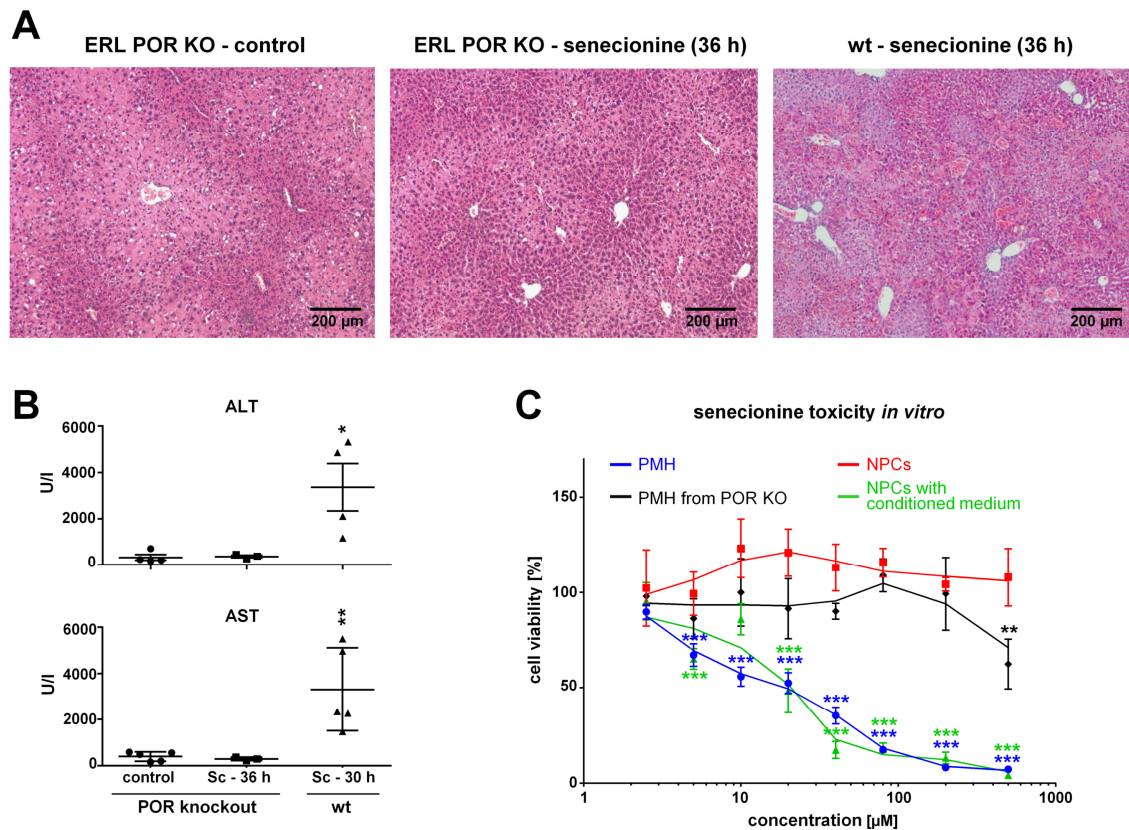 A
ERL POR KO - control
ERL POR KO - senecionine (36 h)
wt - senecionine (36 h)
200 µm
200 µm
200 µm
B
ALT
6000
4000
2000
0
U/l
*
AST
6000
4000
2000
0
U/l
**
control
Sc - 36 h
Sc - 30 h
POR knockout
wt
C
senecionine toxicity in vitro
PMH
NPCs
PMH from POR KO
NPCs with
conditioned medium
150
100
50
0
cell viability [%]
***
***
***
***
***
***
***
***
***
***
***
***
***
**
1
10
100
1000
concentration [µM]